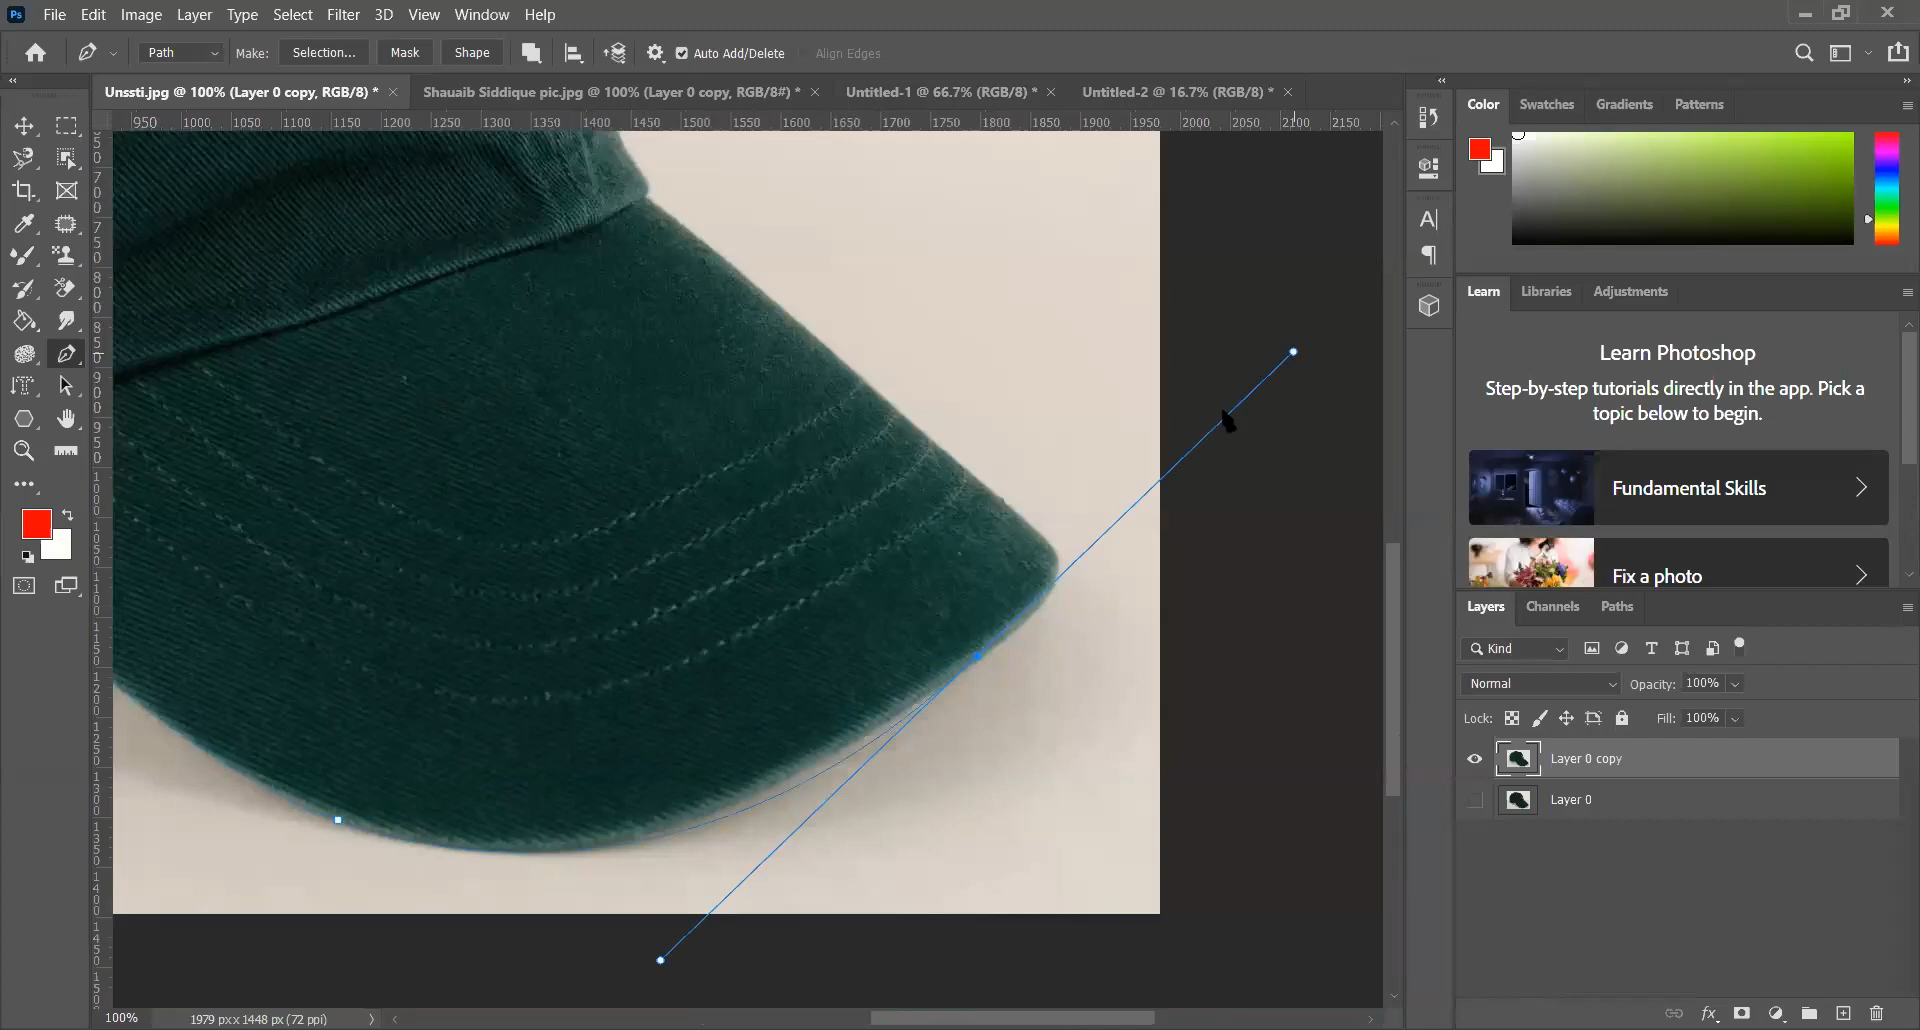 Ps File Edit Image Layer Type Select Filter 3D View Window Help
Path Make: Selection... Mask Shape Auto Add/Delete Align Edges
Unssti.jpg @ 100% (Layer 0 copy, RGB/8) * Shauaib Siddique pic.jpg @ 100% (Layer 0 copy, RGB/8#) * Untitled-1 @ 66.7% (RGB/8) * Untitled-2 @ 16.7% (RGB/8) *
Color Swatches Gradients Patterns
950 1000 1050 1100 1150 1200 1250 1300 1350 1400 1450 1500 1550 1600 1650 1700 1750 1800 1850 1900 1950 2000 2050 2100 2150
Learn Libraries Adjustments
Learn Photoshop
Step-by-step tutorials directly in the app. Pick a
topic below to begin.
Fundamental Skills
Fix a photo
Layers Channels Paths
Kind
Normal Opacity: 100%
Lock: Fill: 100%
Layer 0 copy
Layer 0
fx
100% 1979 px x 1448 px (72 ppi)